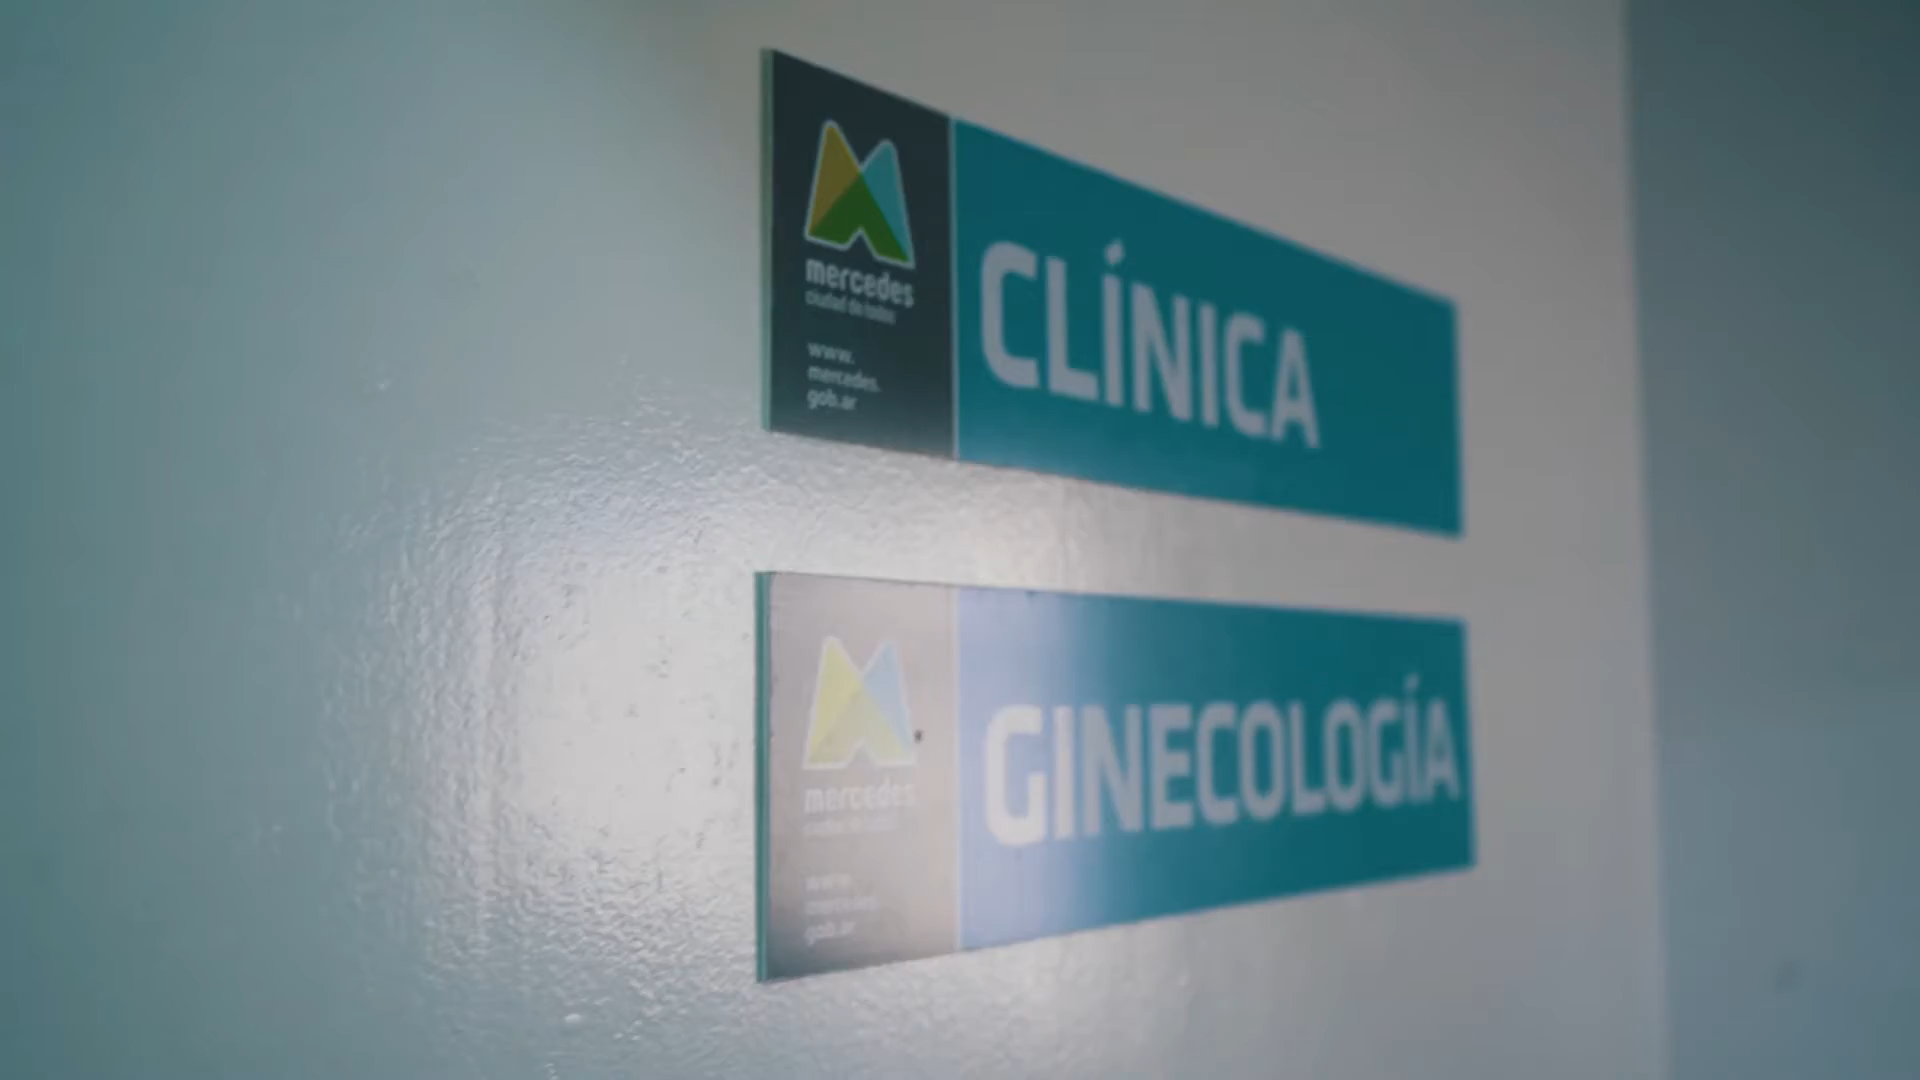 mercedes
ciudad de todos
www.
mercedes.
gob.ar
CLÍNICA
mercedes
gob.ar
GINECOLOGÍA